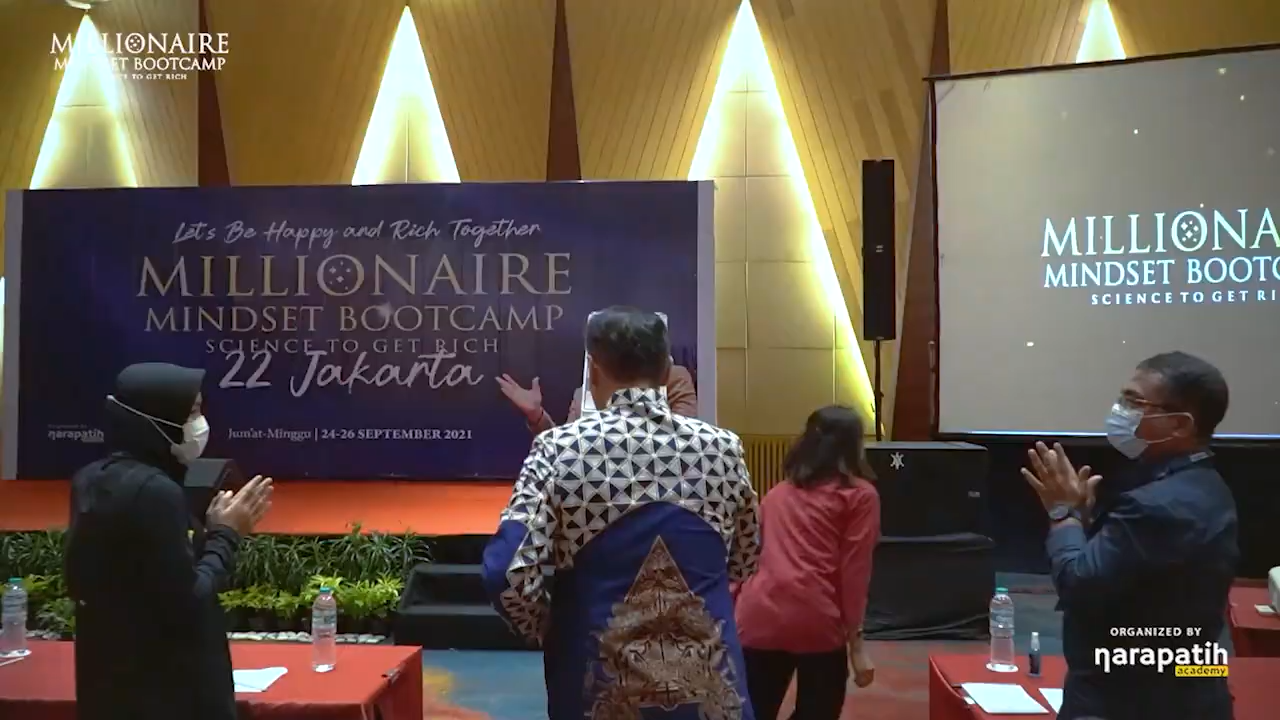 MILLIONAIRE
MINDSET BOOTCAMP
SCIENCE TO GET RICH
Let's Be Happy and Rich Together
MILLIONAIRE
MINDSET BOOTCAMP
SCIENCE TO GET RICH
22 Jakarta
narapatih
Jum'at-Minggu | 24-26 SEPTEMBER 2021
MILLIONA
MINDSET BOOTC
SCIENCE TO GET RI
ORGANIZED BY
narapatih
academy